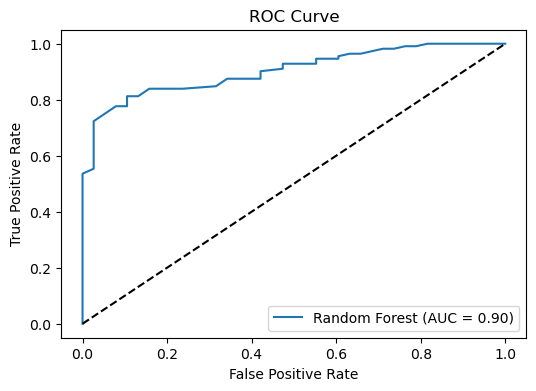 ROC Curve
True Positive Rate
1.0
0.8
0.6
0.4
0.2
0.0
0.0 0.2 0.4 0.6 0.8 1.0
False Positive Rate
Random Forest (AUC = 0.90)